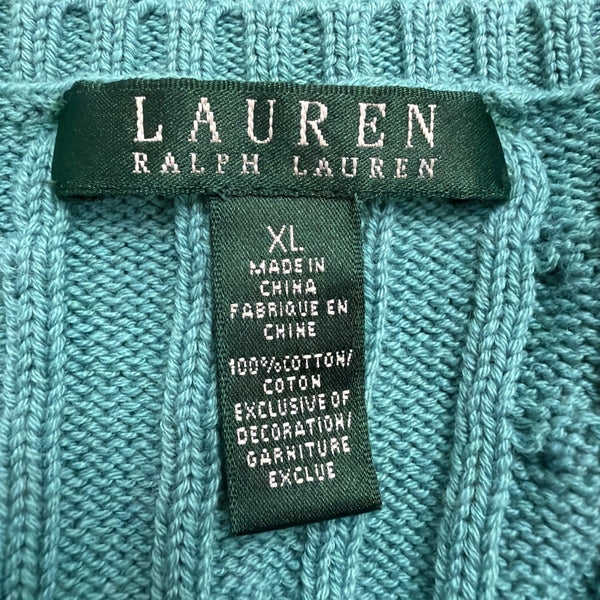 LAUREN
RALPH LAUREN
XL
MADE IN
CHINA
FABRIQUE EN
CHINE
100% COTTON/
COTON
EXCLUSIVE OF
DECORATION/
GARNITURE
EXCLUE